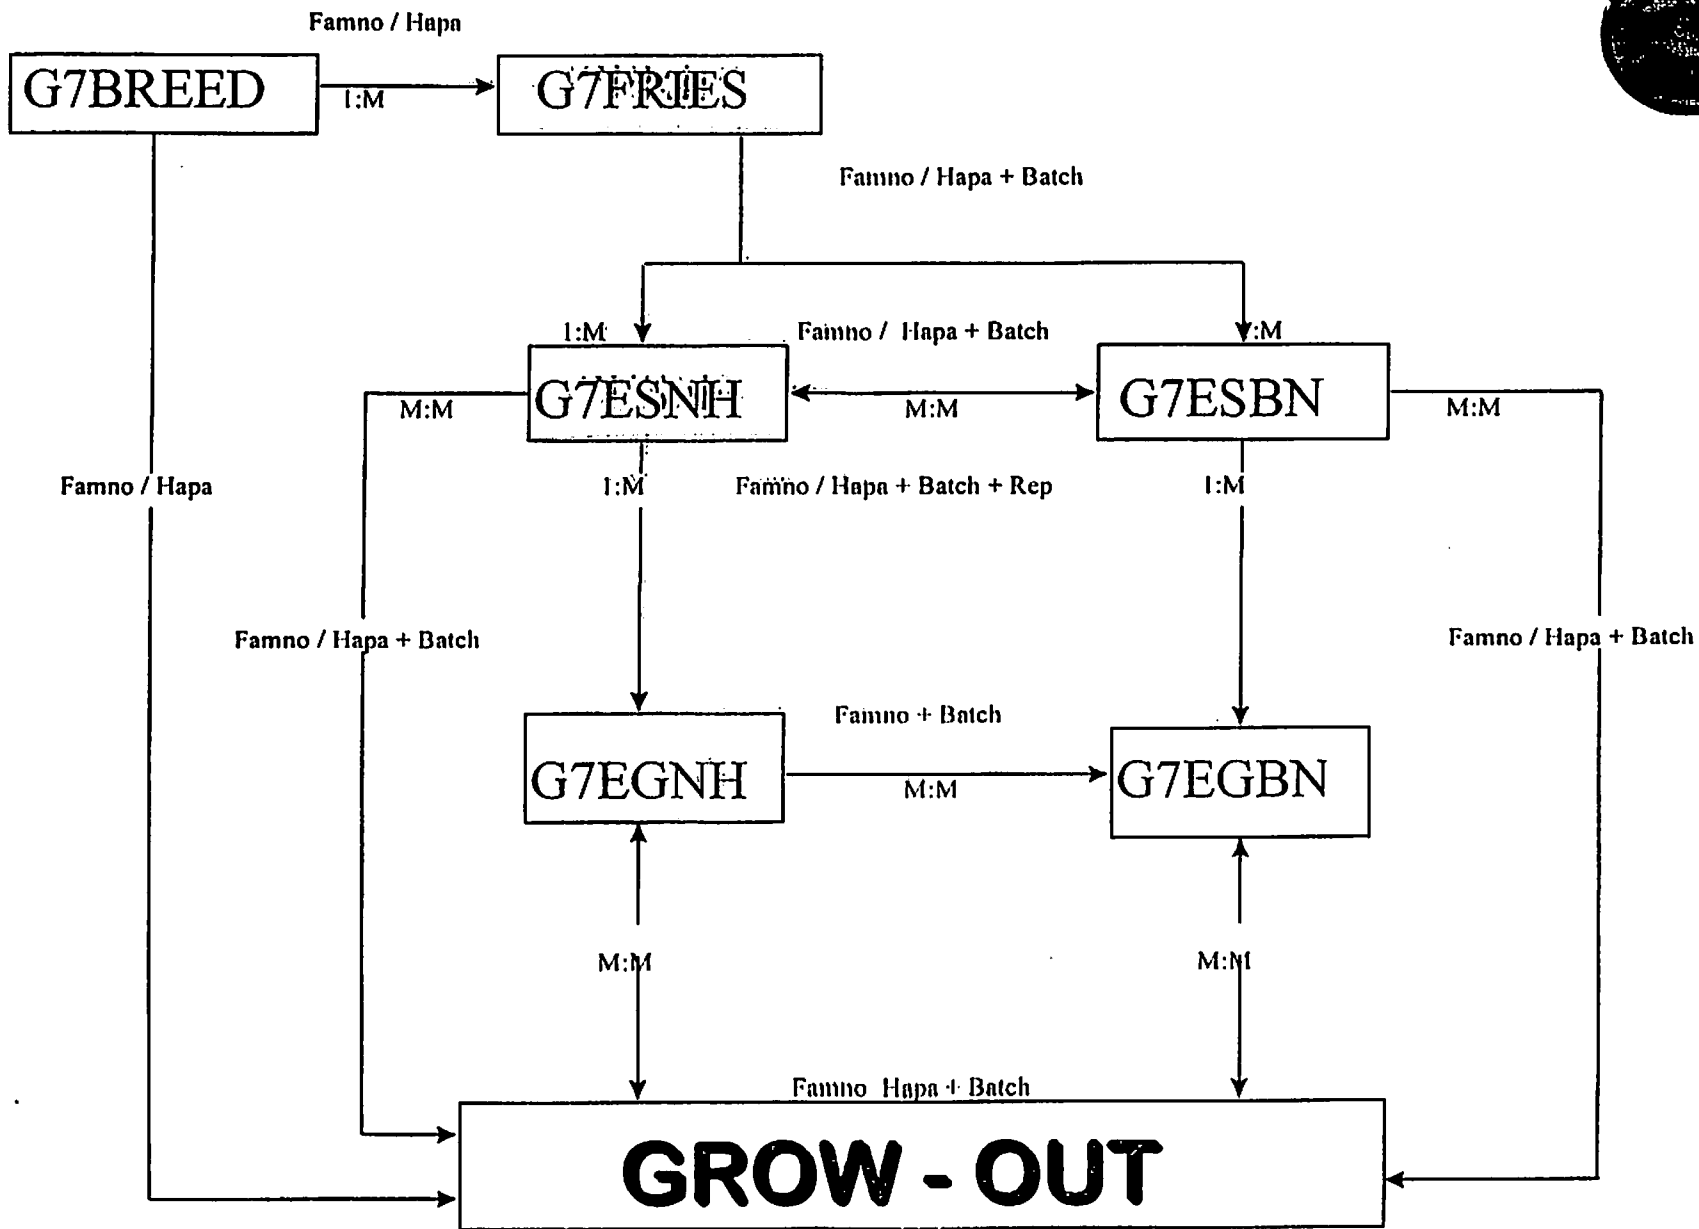 Famno / Hapa
G7BREED
1:M
G7FRIES
Famno / Hapa + Batch
1:M
Famno / Hapa + Batch
:M
M:M
G7ESNH
M:M
G7ESBN
M:M
Famno / Hapa
1:M
Famno / Hapa + Batch + Rep
1:M
Famno / Hapa + Batch
Famno / Hapa + Batch
Famno + Batch
G7EGNH
M:M
G7EGBN
M:M
M:M
Famno Hapa + Batch
GROW - OUT